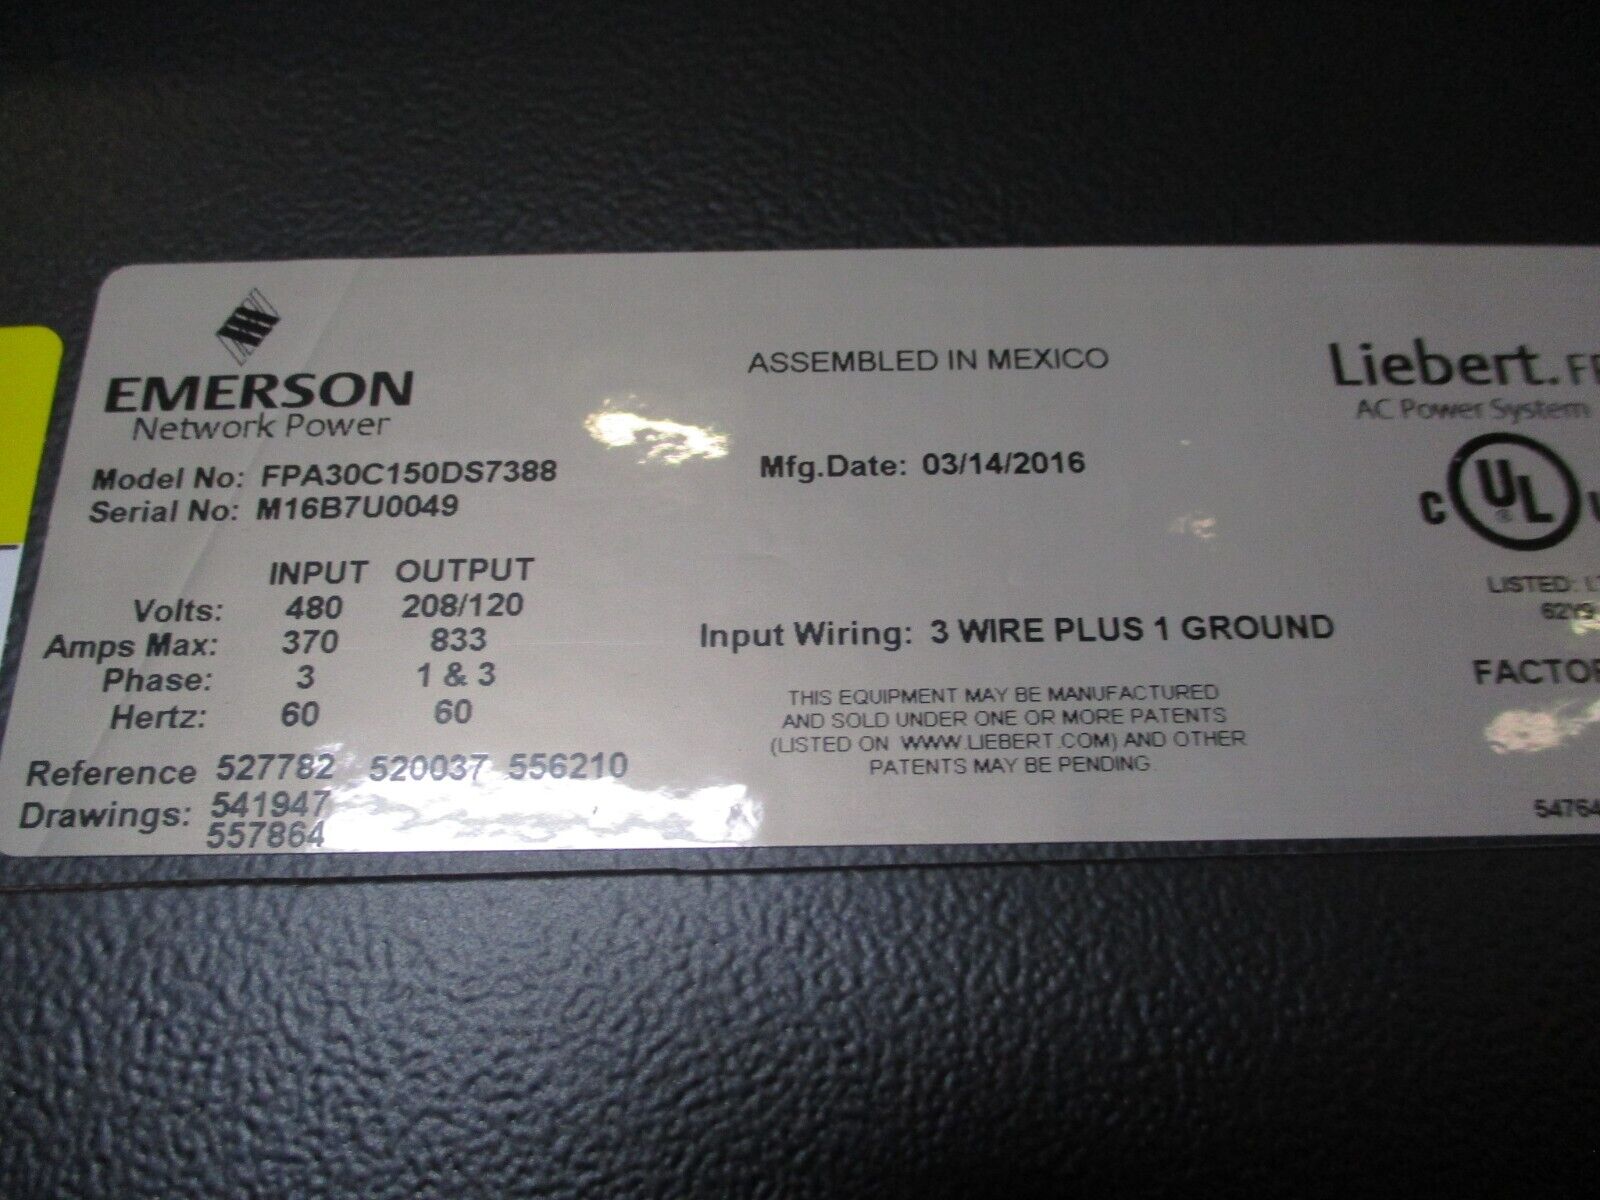 EMERSON
Network Power
ASSEMBLED IN MEXICO
Liebert.
AC Power System
Model No: FPA30C150DS7388
Serial No: M16B7U0049
Mfg.Date: 03/14/2016
C UL ®
INPUT OUTPUT
Volts: 480 208/120
Amps Max: 370 833
Phase: 3 1 & 3
Hertz: 60 60
Reference 527782 520037 556210
Drawings: 541947
557864
Input Wiring: 3 WIRE PLUS 1 GROUND
THIS EQUIPMENT MAY BE MANUFACTURED
AND SOLD UNDER ONE OR MORE PATENTS
(LISTED ON WWW.LIEBERT.COM) AND OTHER
PATENTS MAY BE PENDING.
LISTED:
62Y9